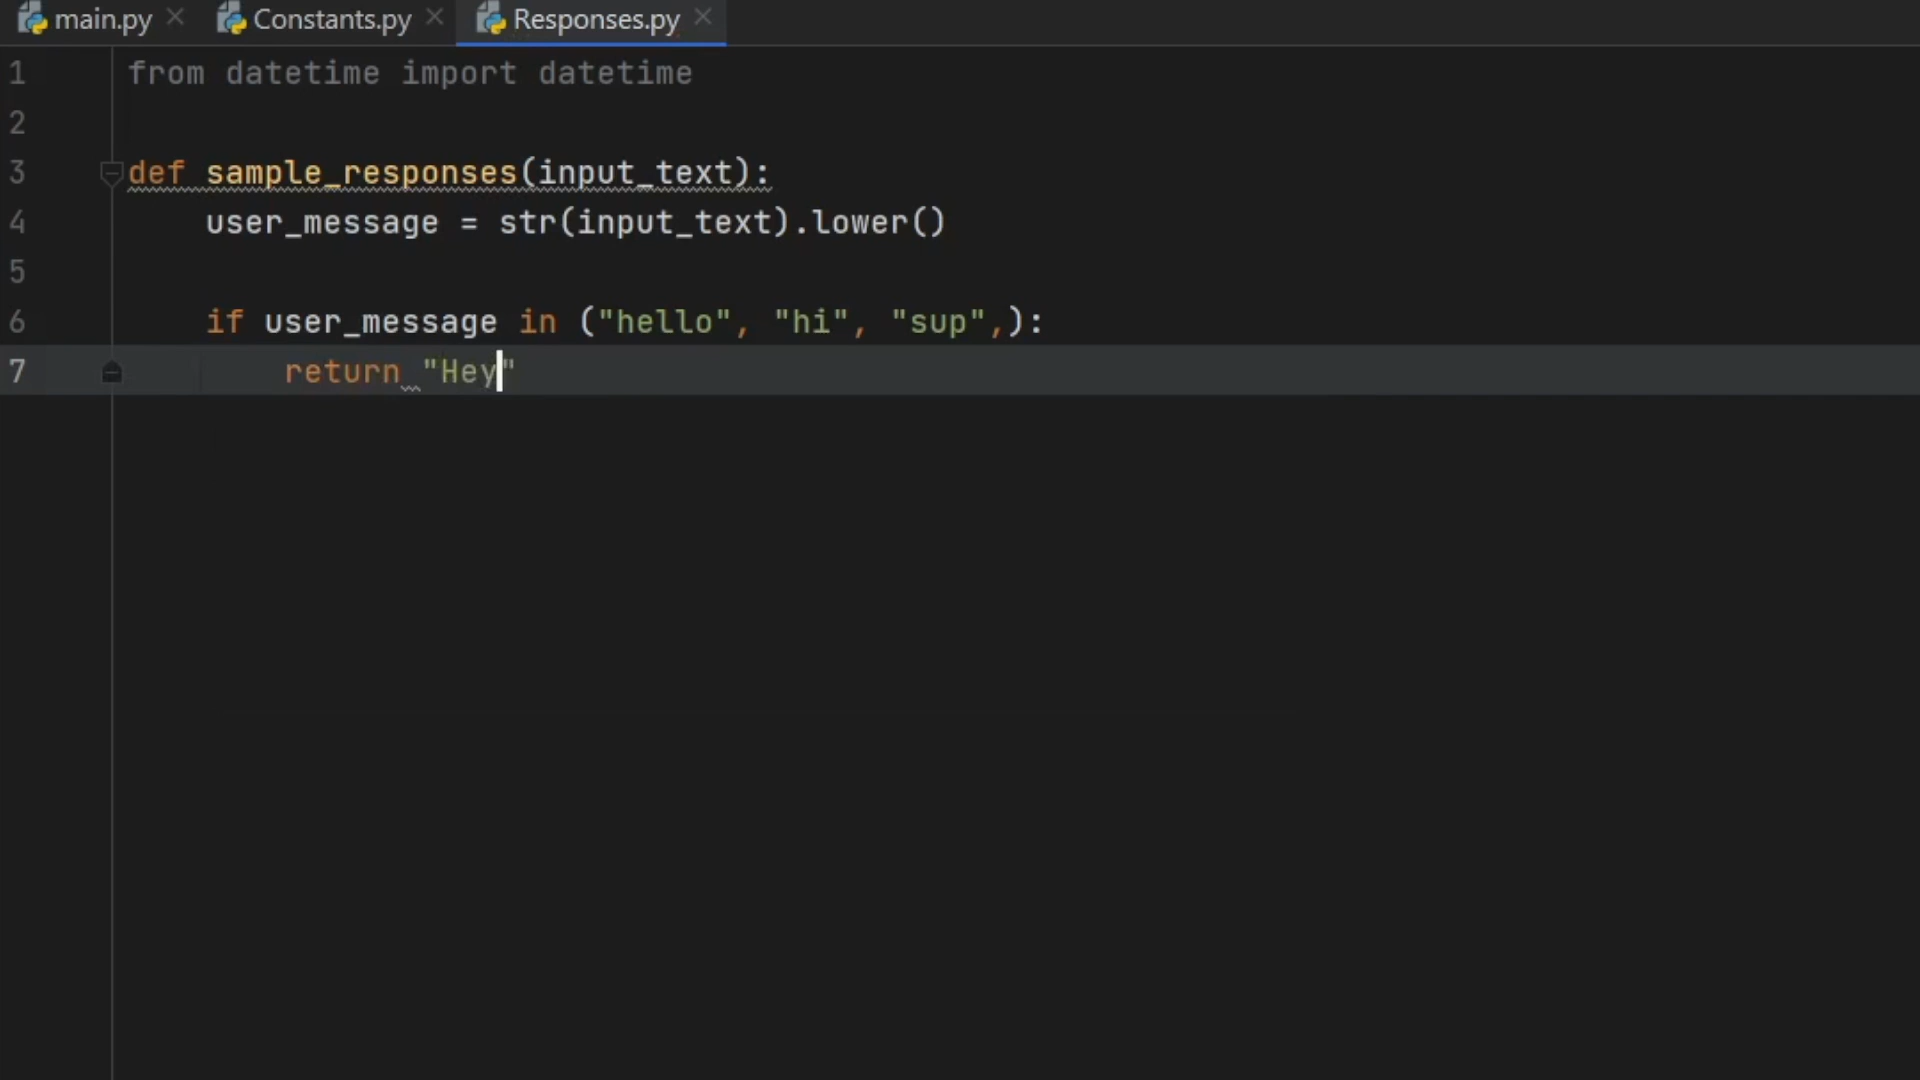 main.py Constants.py Responses.py
1 from datetime import datetime
2
3 def sample_responses(input_text):
4     user_message = str(input_text).lower()
5
6     if user_message in ("hello", "hi", "sup",):
7         return "Hey"